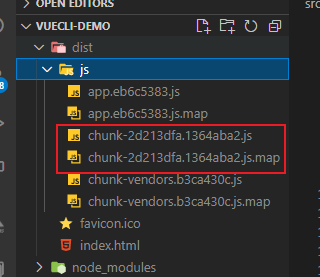 OPEN EDITORS
VUECLI-DEMO
dist
js
JS app.eb6c5383.js
JS app.eb6c5383.js.map
JS chunk-2d213dfa.1364aba2.js
JS chunk-2d213dfa.1364aba2.js.map
JS chunk-vendors.b3ca430c.js
JS chunk-vendors.b3ca430c.js.map
favicon.ico
index.html
node_modules